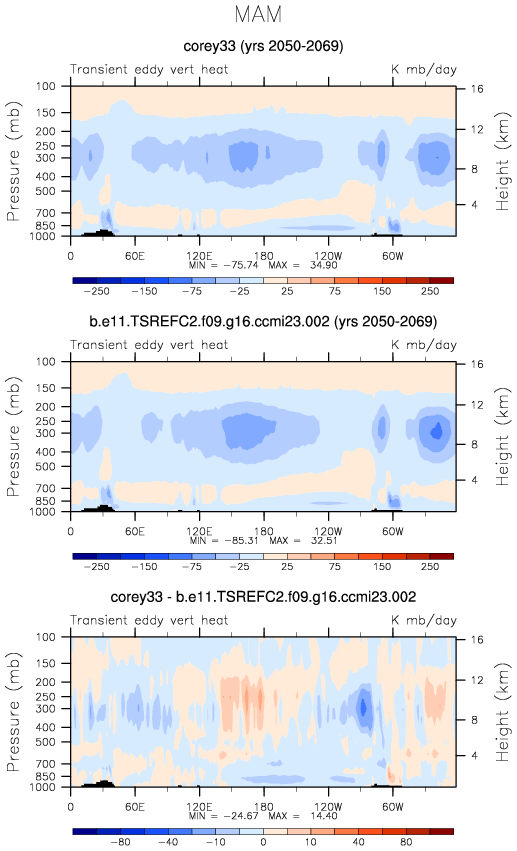 MAM
corey33 (yrs 2050-2069)
Transient eddy vert heat K mb/day
Pressure (mb)
100
150
200
250
300
400
500
700
850
1000
16
12
8
4
Height (km)
0 60E 120E 180 120W 60W
MIN = -75.74 MAX = 34.90
-250 -150 -75 -25 25 75 150 250
b.e11.TSREFC2.f09.g16.ccmi23.002 (yrs 2050-2069)
Transient eddy vert heat K mb/day
Pressure (mb)
100
150
200
250
300
400
500
700
850
1000
16
12
8
4
Height (km)
0 60E 120E 180 120W 60W
MIN = -85.31 MAX = 32.51
-250 -150 -75 -25 25 75 150 250
corey33 - b.e11.TSREFC2.f09.g16.ccmi23.002
Transient eddy vert heat K mb/day
Pressure (mb)
100
150
200
250
300
400
500
700
850
1000
16
12
8
4
Height (km)
0 60E 120E 180 120W 60W
MIN = -24.67 MAX = 14.40
-80 -40 -10 0 10 40 80